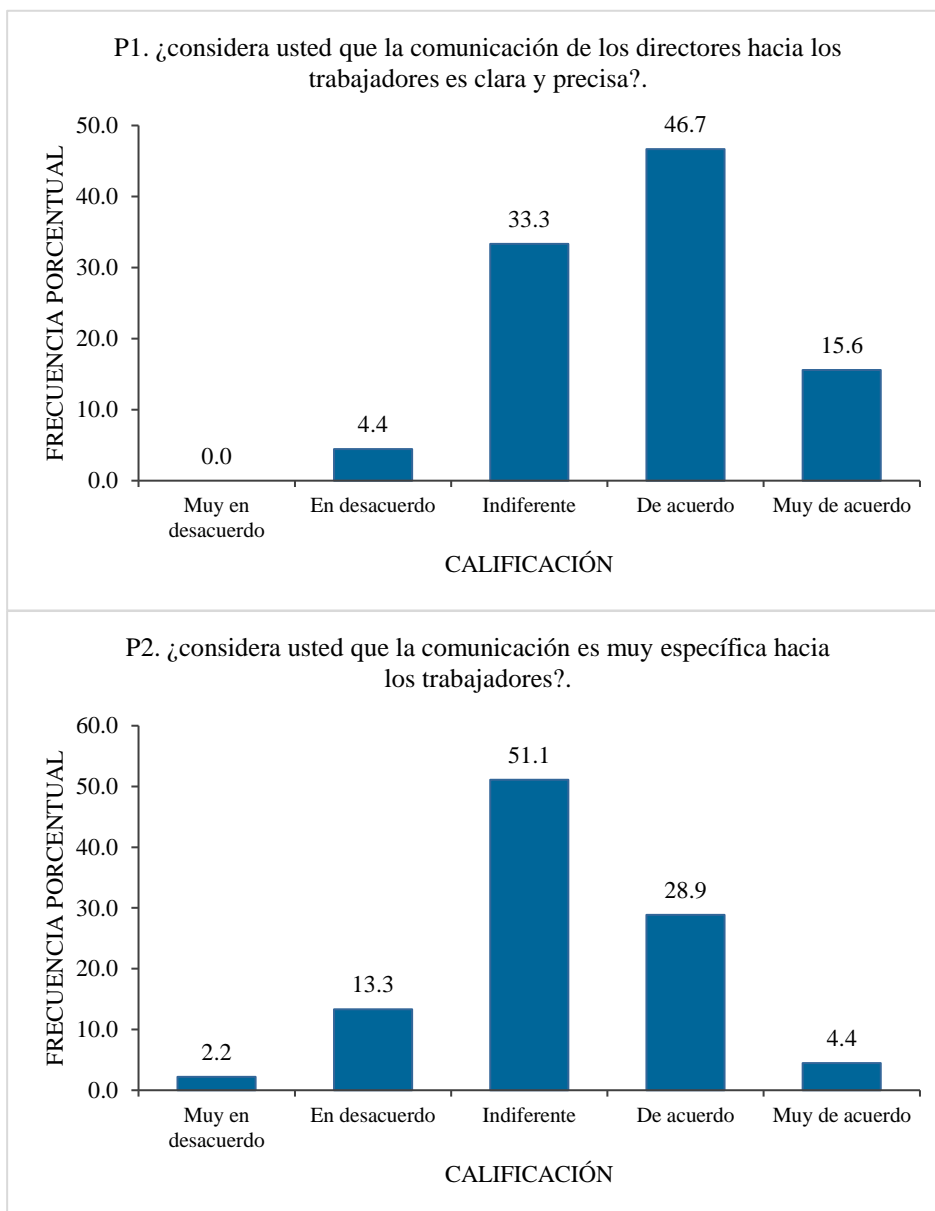 P1. ¿considera usted que la comunicación de los directores hacia los
trabajadores es clara y precisa?.
FRECUENCIA PORCENTUAL
50.0
40.0
30.0
20.0
10.0
0.0
0.0
4.4
33.3
46.7
15.6
Muy en
desacuerdo
En desacuerdo
Indiferente
De acuerdo
Muy de acuerdo
CALIFICACIÓN
P2. ¿considera usted que la comunicación es muy específica hacia
los trabajadores?.
FRECUENCIA PORCENTUAL
60.0
50.0
40.0
30.0
20.0
10.0
0.0
2.2
13.3
51.1
28.9
4.4
Muy en
desacuerdo
En desacuerdo
Indiferente
De acuerdo
Muy de acuerdo
CALIFICACIÓN